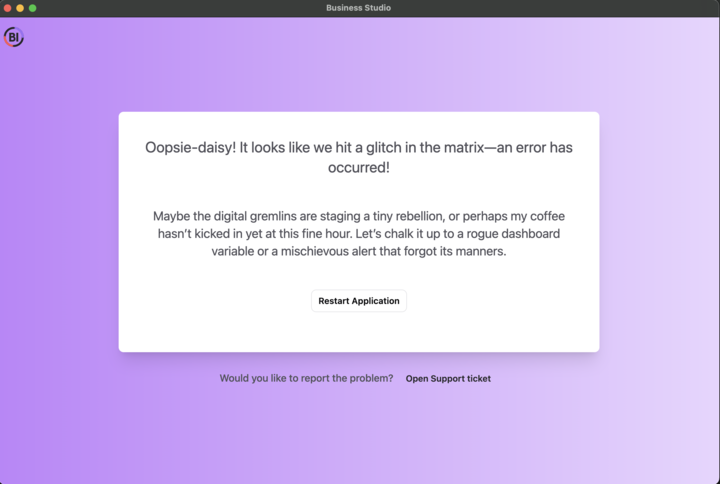 Business Studio
BI
Oopsie-daisy! It looks like we hit a glitch in the matrix—an error has
occurred!
Maybe the digital gremlins are staging a tiny rebellion, or perhaps my coffee
hasn’t kicked in yet at this fine hour. Let’s chalk it up to a rogue dashboard
variable or a mischievous alert that forgot its manners.
Restart Application
Would you like to report the problem? Open Support ticket